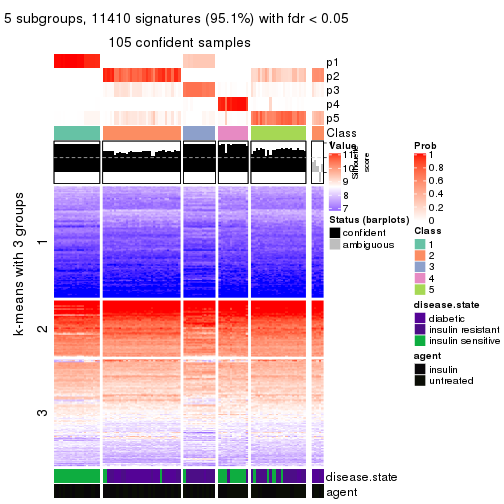 5 subgroups, 11410 signatures (95.1%) with fdr < 0.05
105 confident samples
p1
p2
p3
p4
p5
Class
Silhouette score
k-means with 3 groups
1
2
3
disease.state
agent
Value
11
10
9
8
7
Status (barplots)
confident
ambiguous
Prob
1
0.8
0.6
0.4
0.2
0
Class
1
2
3
4
5
disease.state
diabetic
insulin resistant
insulin sensitive
agent
insulin
untreated